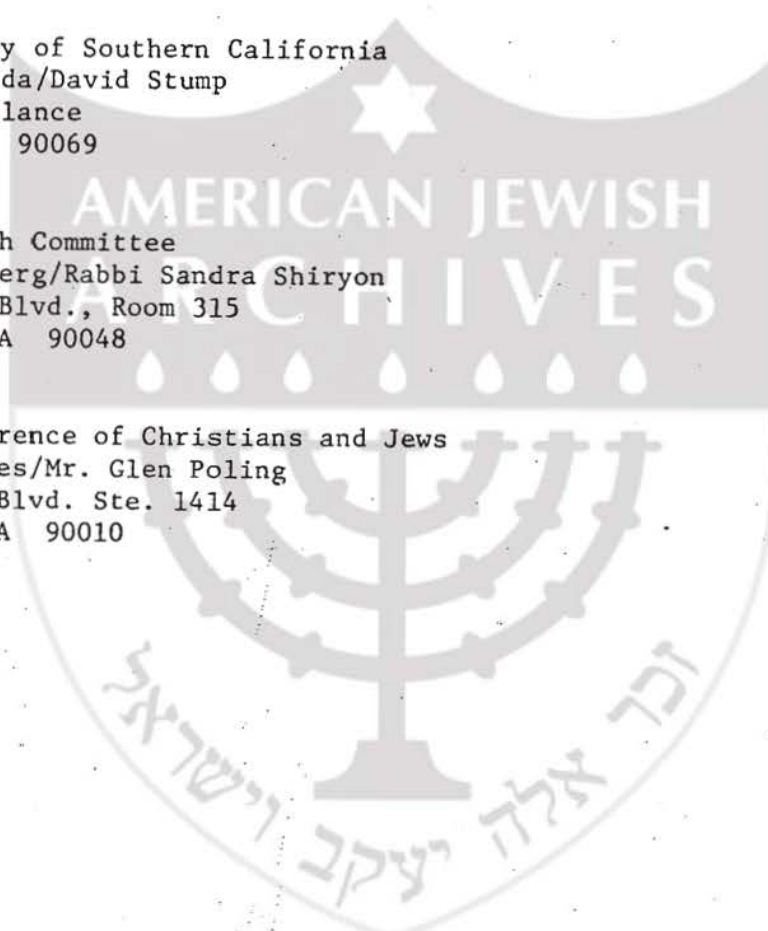 y of Southern California
da/David Stump
lance
90069
AMERICAN JEWISH
h Committee
erg/Rabbi Sandra Shiryon
ARCHIVES
Blvd., Room 315
A 90048
rence of Christians and Jews
es/Mr. Glen Poling
Blvd. Ste. 1414
A 90010
זכר אלה יעקב וישראל